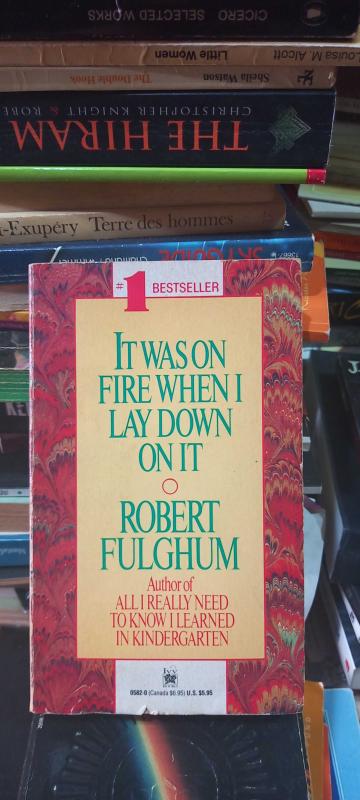 CICERO SELECTED WORKS
Louisa M. Alcott Little Women
Sheila Watson The Double Hook
CHRISTOPHER KNIGHT & ROBE
THE HIRAM
t-Exupéry Terre des hommes
SKYGUIDE
#1 BESTSELLER
IT WAS ON
FIRE WHEN I
LAY DOWN
ON IT
ROBERT
FULGHUM
Author of
ALL I REALLY NEED
TO KNOW I LEARNED
IN KINDERGARTEN
IVY
0582-0 (Canada $6.95) U.S. $5.95